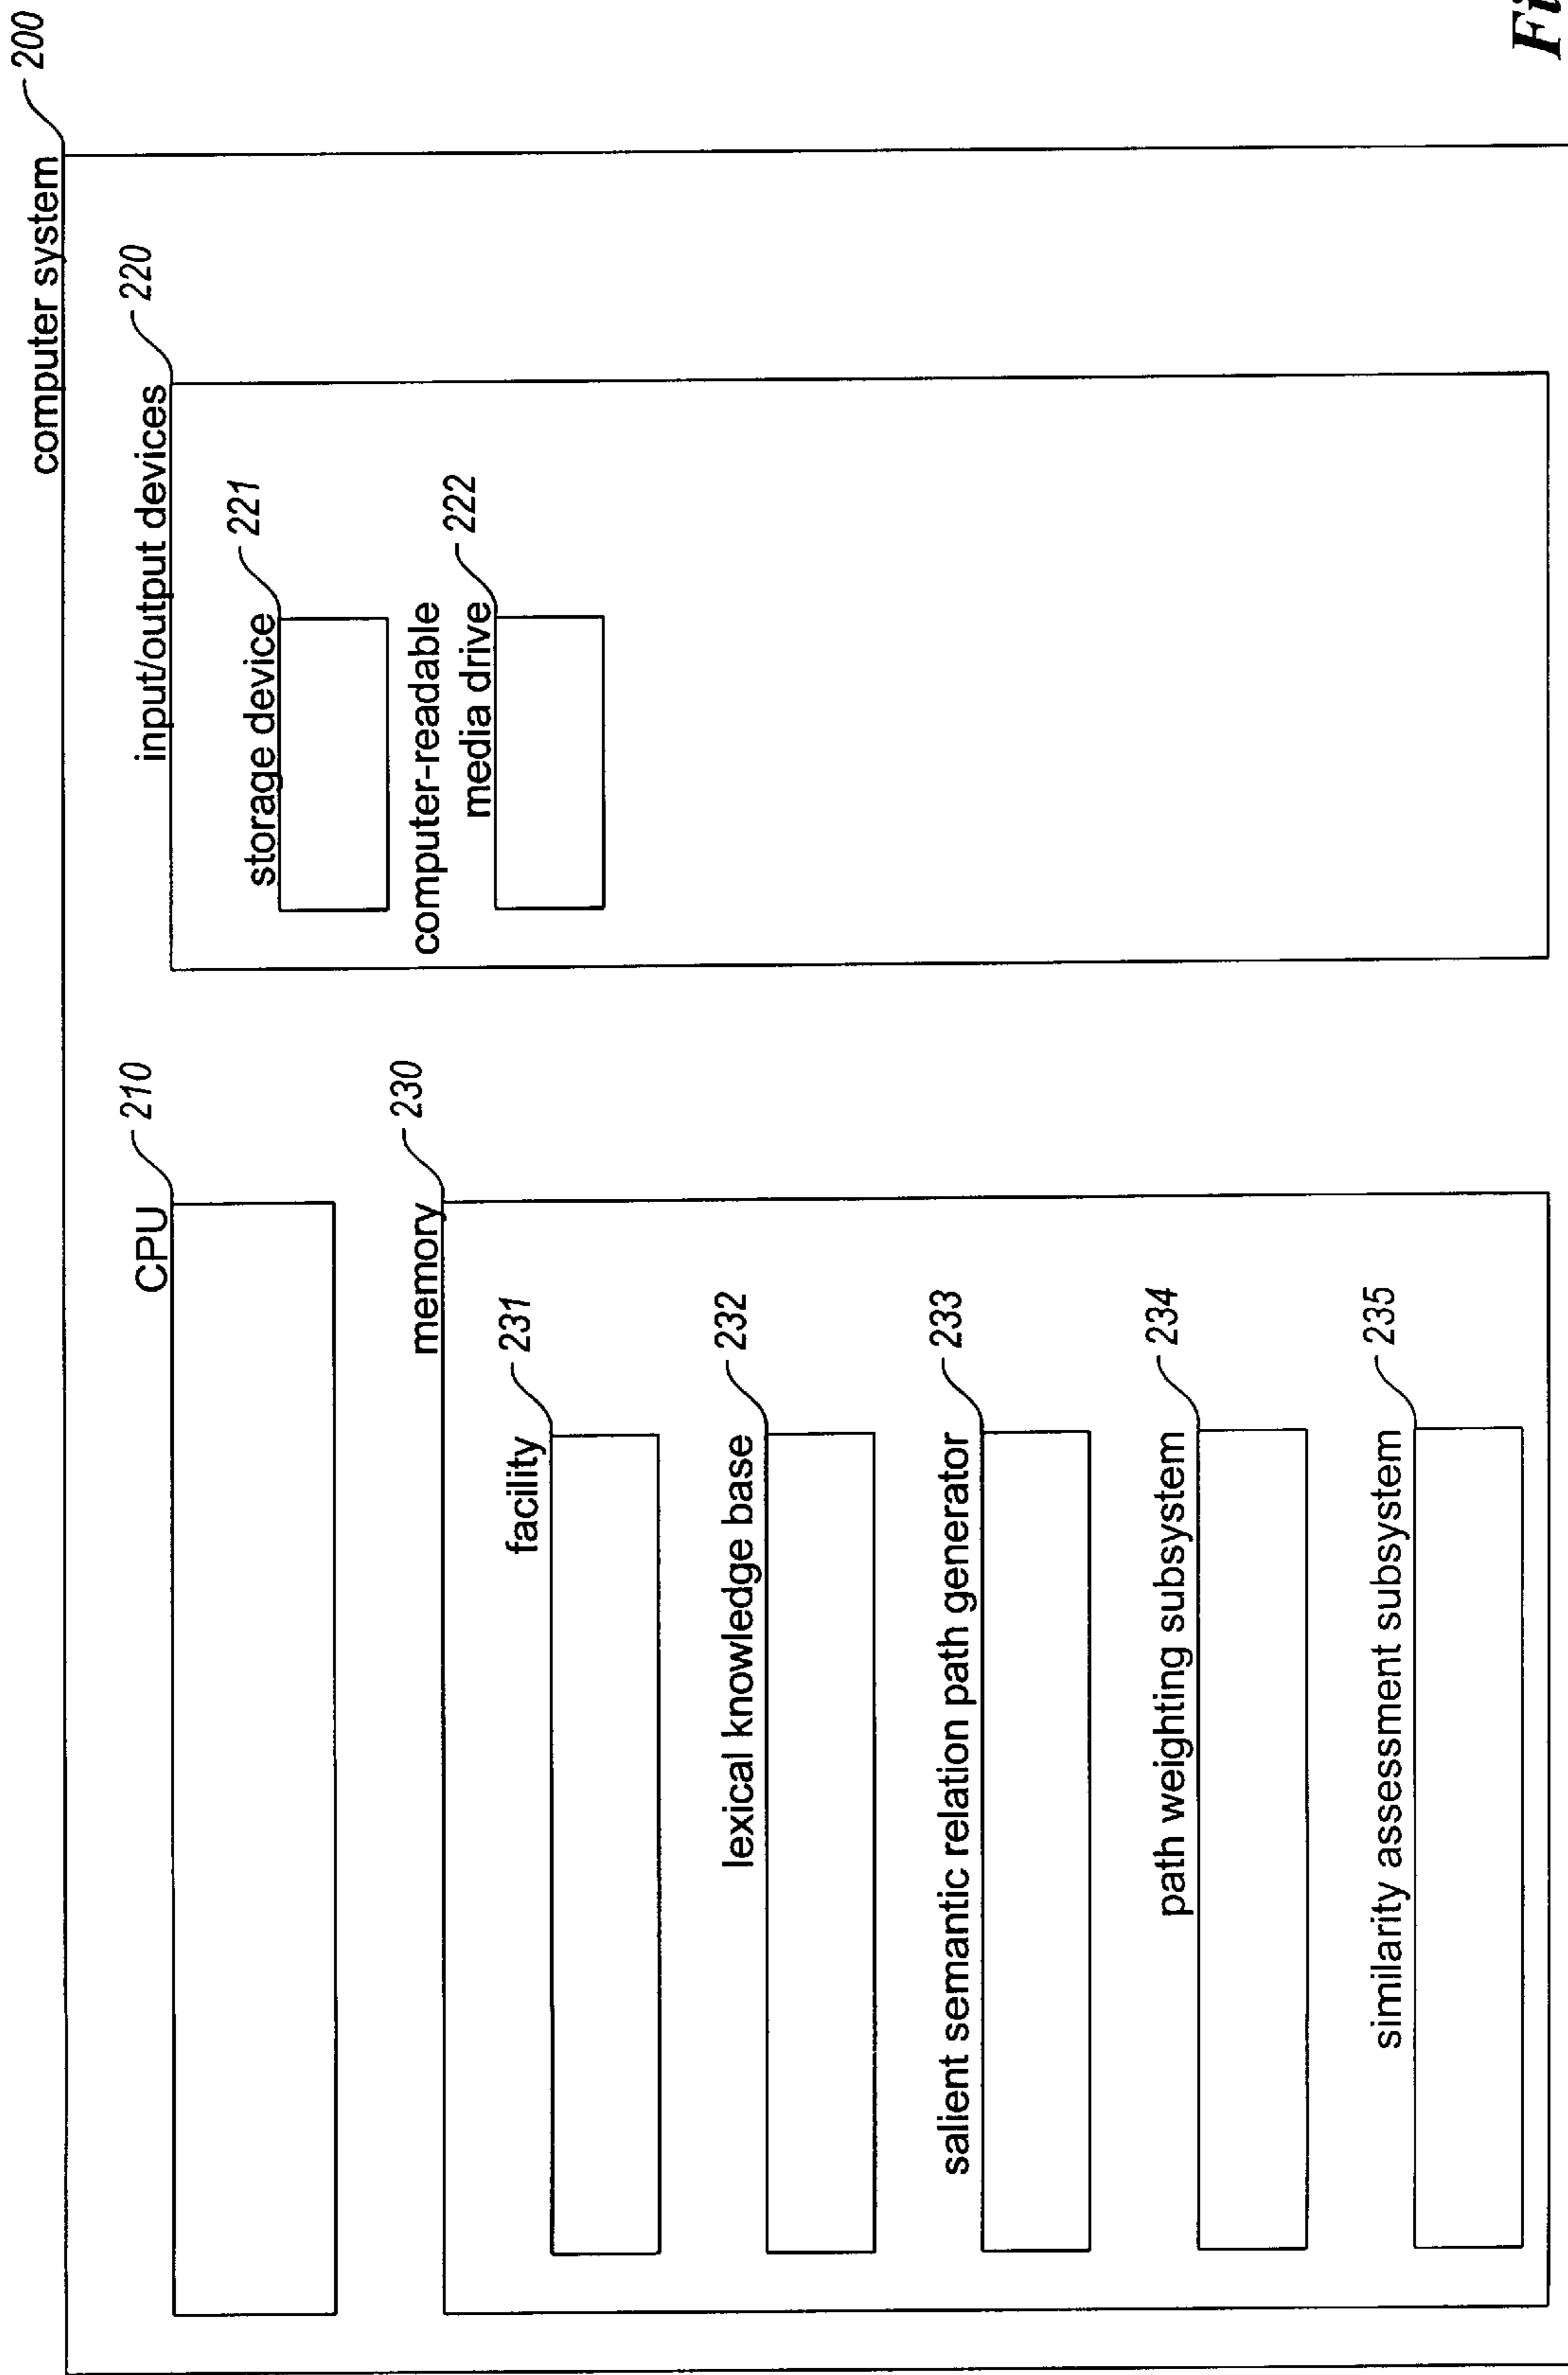 computer system
200
CPU
210
input/output devices
220
storage device
221
computer-readable
media drive
222
memory
230
facility
231
lexical knowledge base
232
salient semantic relation path generator
233
path weighting subsystem
234
similarity assessment subsystem
235